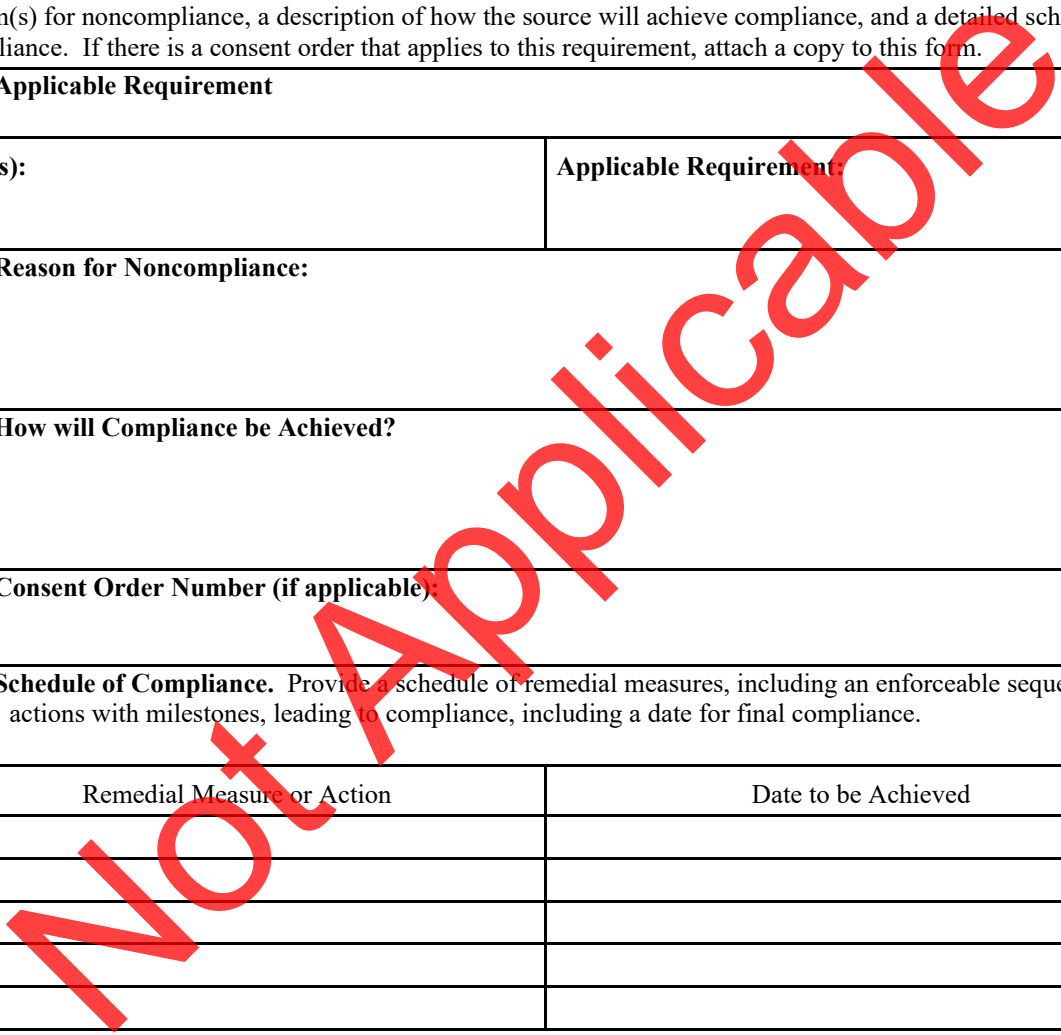 n(s) for noncompliance, a description of how the source will achieve compliance, and a detailed sch
liance.  If there is a consent order that applies to this requirement, attach a copy to this form.
Applicable Requirement
s):
Applicable Requirement:
Reason for Noncompliance:
How will Compliance be Achieved?
Consent Order Number (if applicable):
Schedule of Compliance.  Provide a schedule of remedial measures, including an enforceable seque
actions with milestones, leading to compliance, including a date for final compliance.
Remedial Measure or Action
Date to be Achieved
Not Applicable